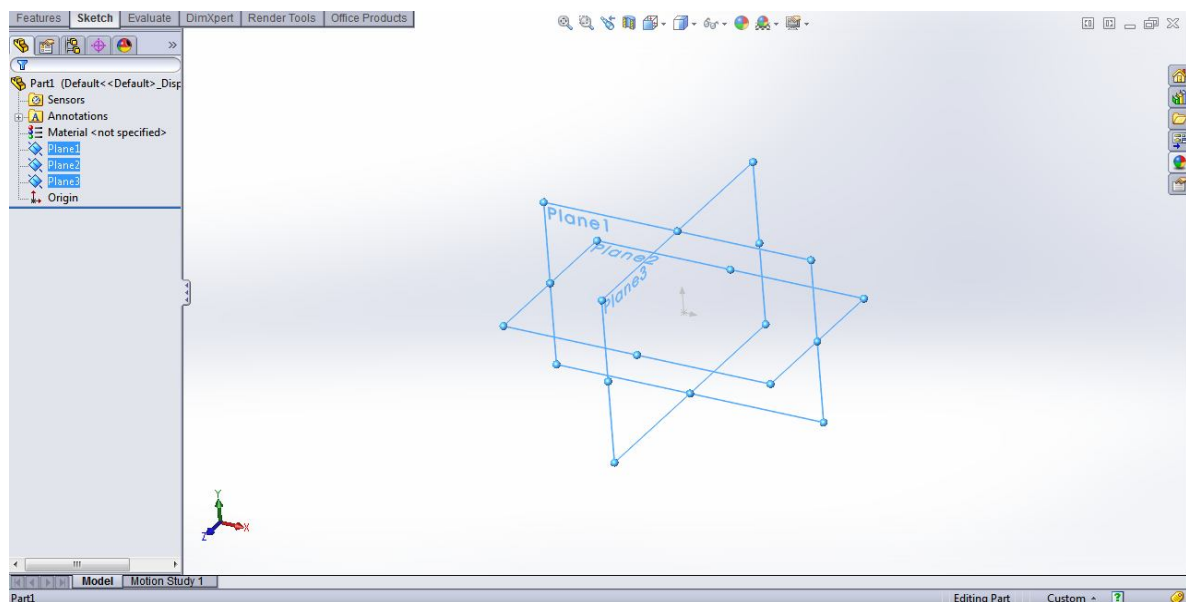 Features Sketch Evaluate DimXpert Render Tools Office Products
Part1 (Default<<Default>_Disp
Sensors
A Annotations
Material <not specified>
Plane1
Plane2
Plane3
Origin
Plane1
Plane2
Plane3
Y
X
Z
Model Motion Study 1
Part1 Editing Part Custom ?